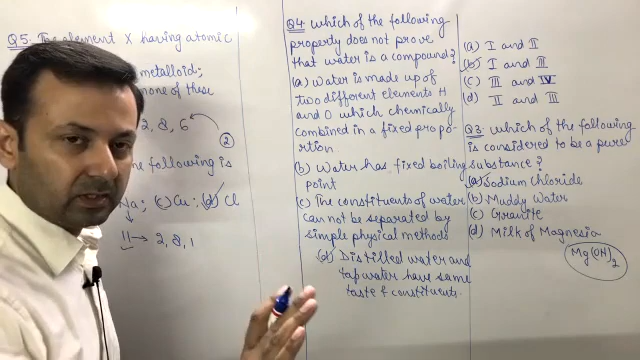 Q5: The element X having atomic
metalloid;
none of these
2, 8, 6
2
the following is
Na; (c) Cu; (d) Cl
11 → 2, 8, 1
Q4: Which of the following
property does not prove
that water is a compound?
(a) Water is made up of
two different elements H
and O which chemically
combined in a fixed propo-
rtion.
(b) Water has fixed boiling
point
(c) The constituents of water
can not be separated by
simple physical methods
(d) Distilled water and
tap water have same
taste & constituents.
(a) I and II
(b) I and III
(c) III and IV
(d) II and III
Q3: which of the following
is considered to be a pure
substance?
(a) Sodium Chloride
(b) Muddy Water
(c) Granite
(d) Milk of Magnesia
Mg(OH)2